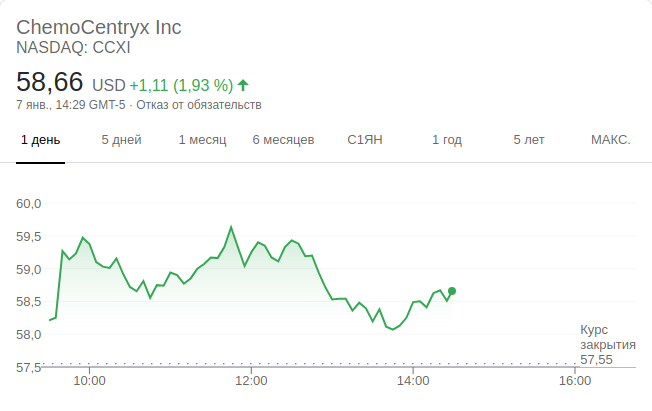 ChemoCentryx Inc
NASDAQ: CCXI
58,66 USD +1,11 (1,93 %)
7 янв., 14:29 GMT-5 · Отказ от обязательств
1 день 5 дней 1 месяц 6 месяцев С1ЯН 1 год 5 лет МАКС.
60,0
59,5
59,0
58,5
58,0
57,5
Курс
закрытия
57,55
10:00 12:00 14:00 16:00